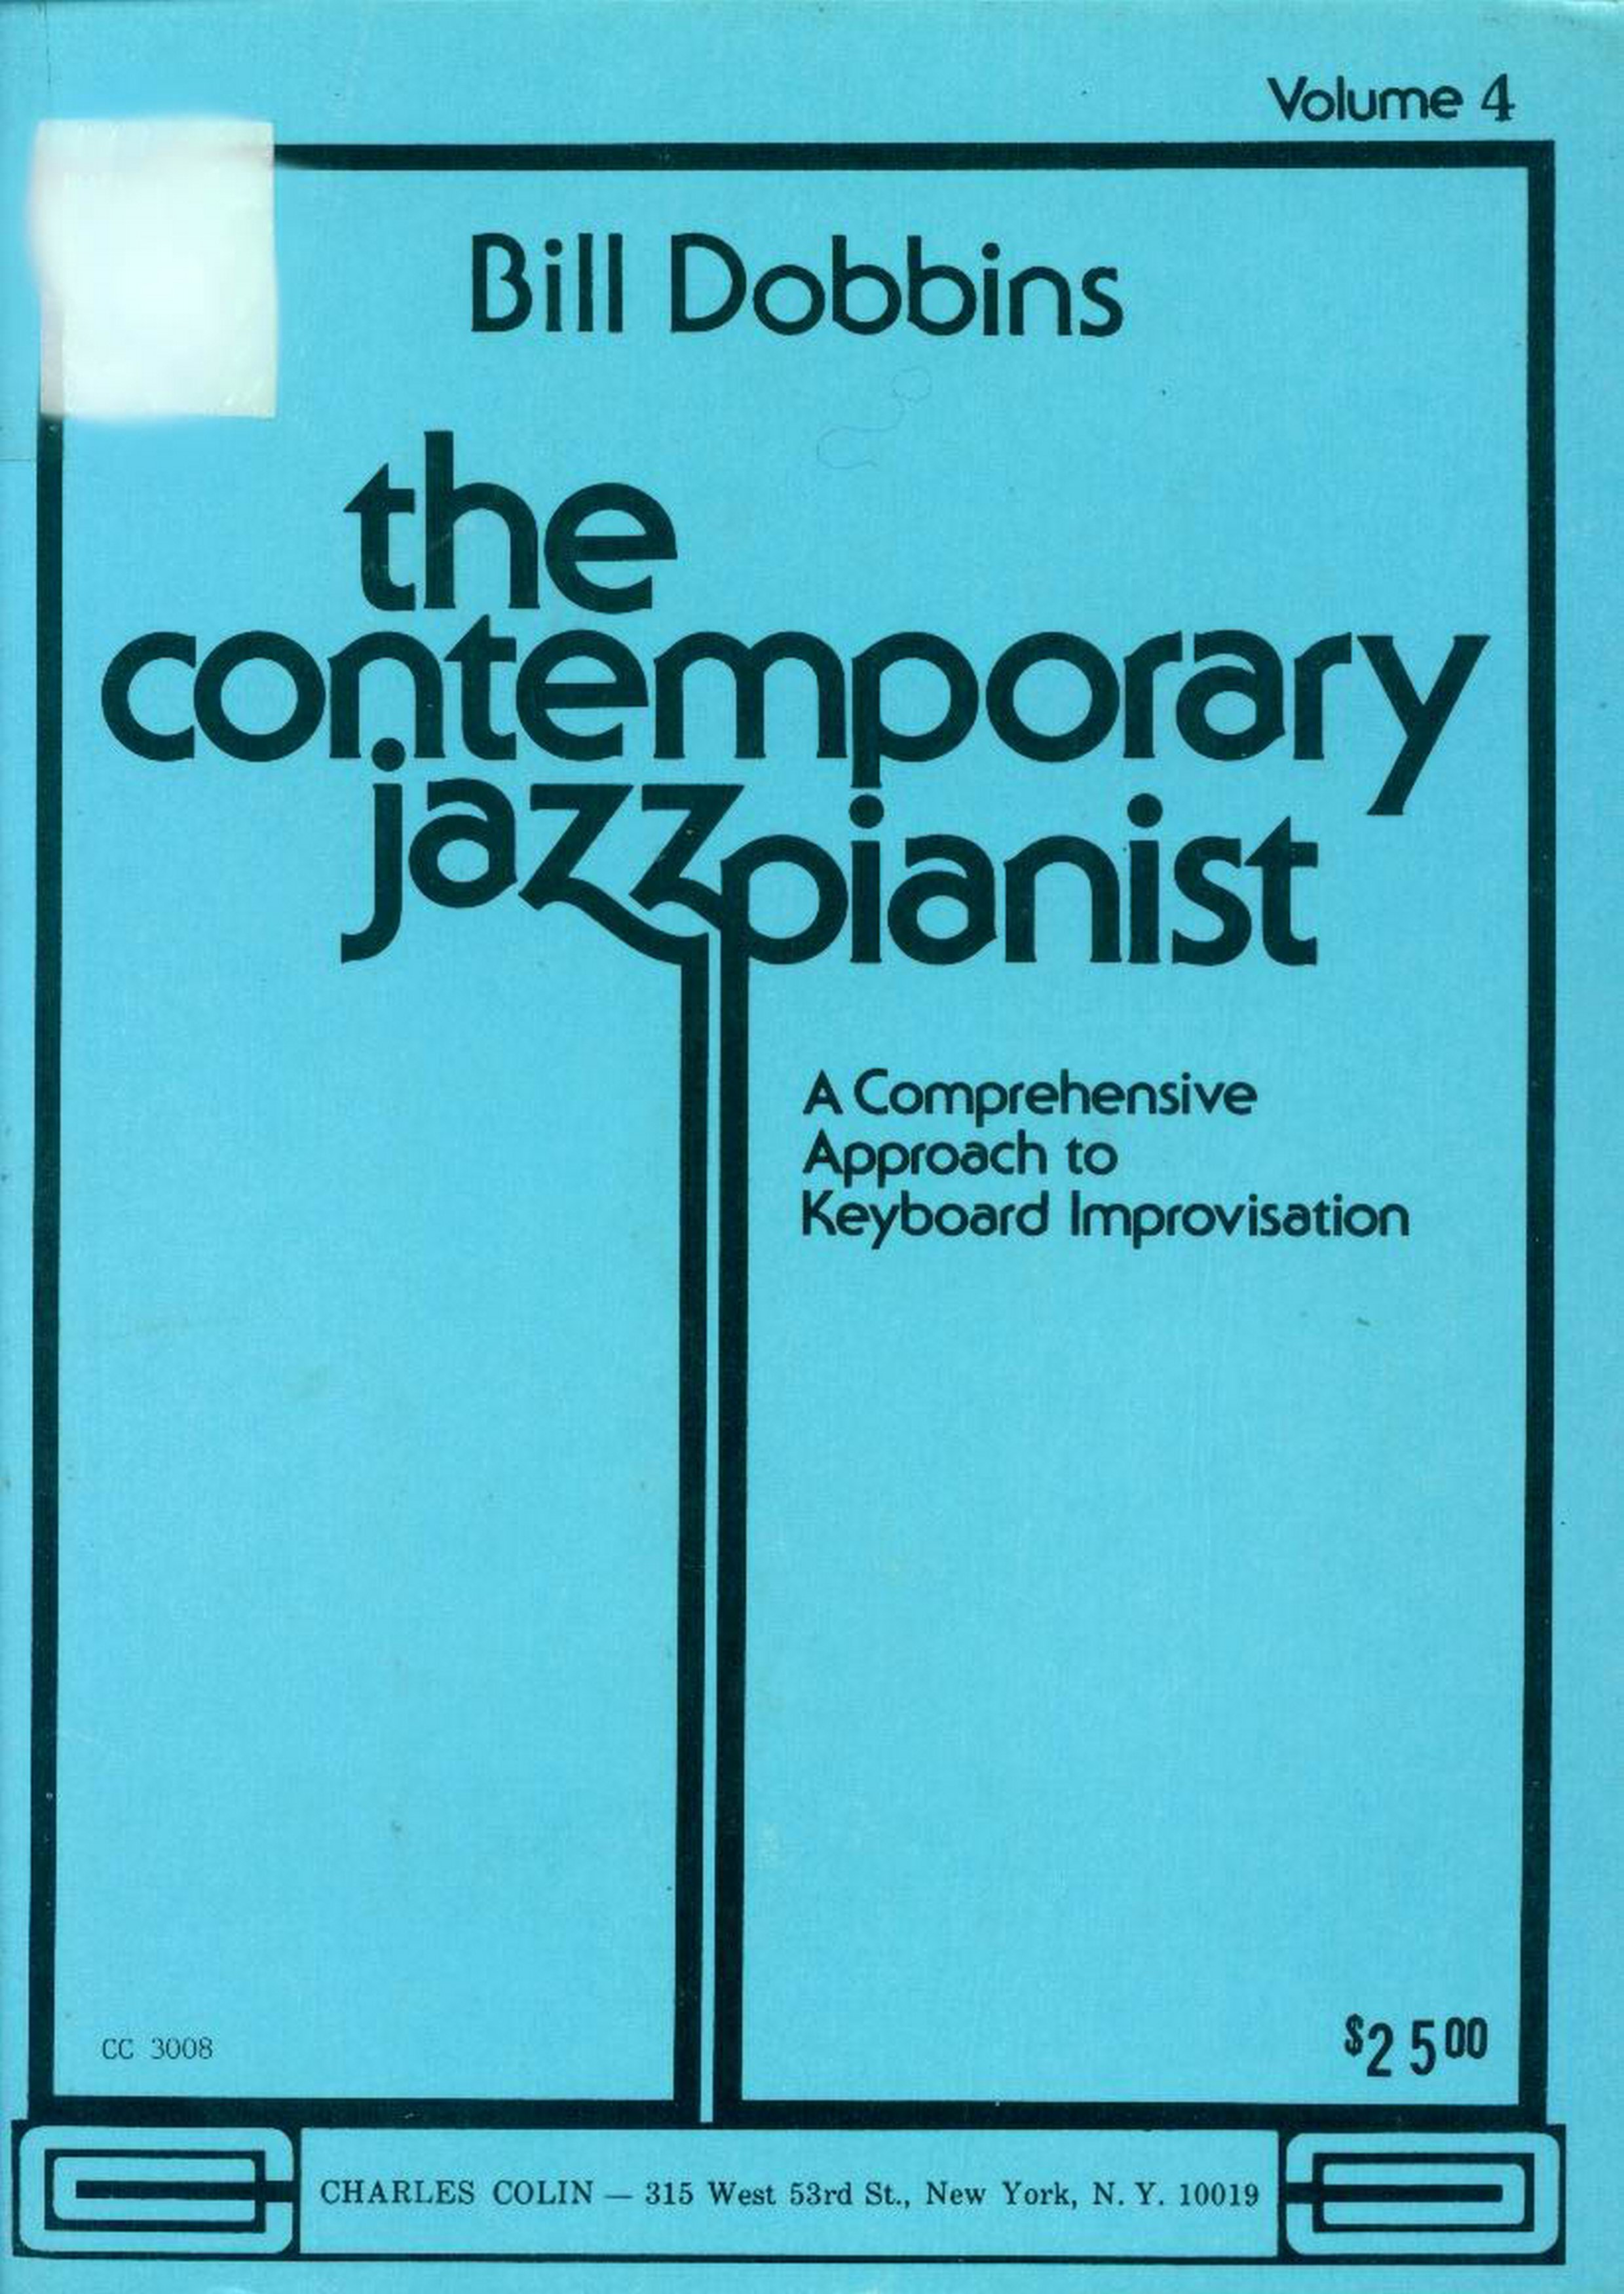 Volume 4
Bill Dobbins
the
contemporary
jazz pianist
A Comprehensive
Approach to
Keyboard Improvisation
CC 3008
$25 00
CHARLES COLIN — 315 West 53rd St., New York, N. Y. 10019